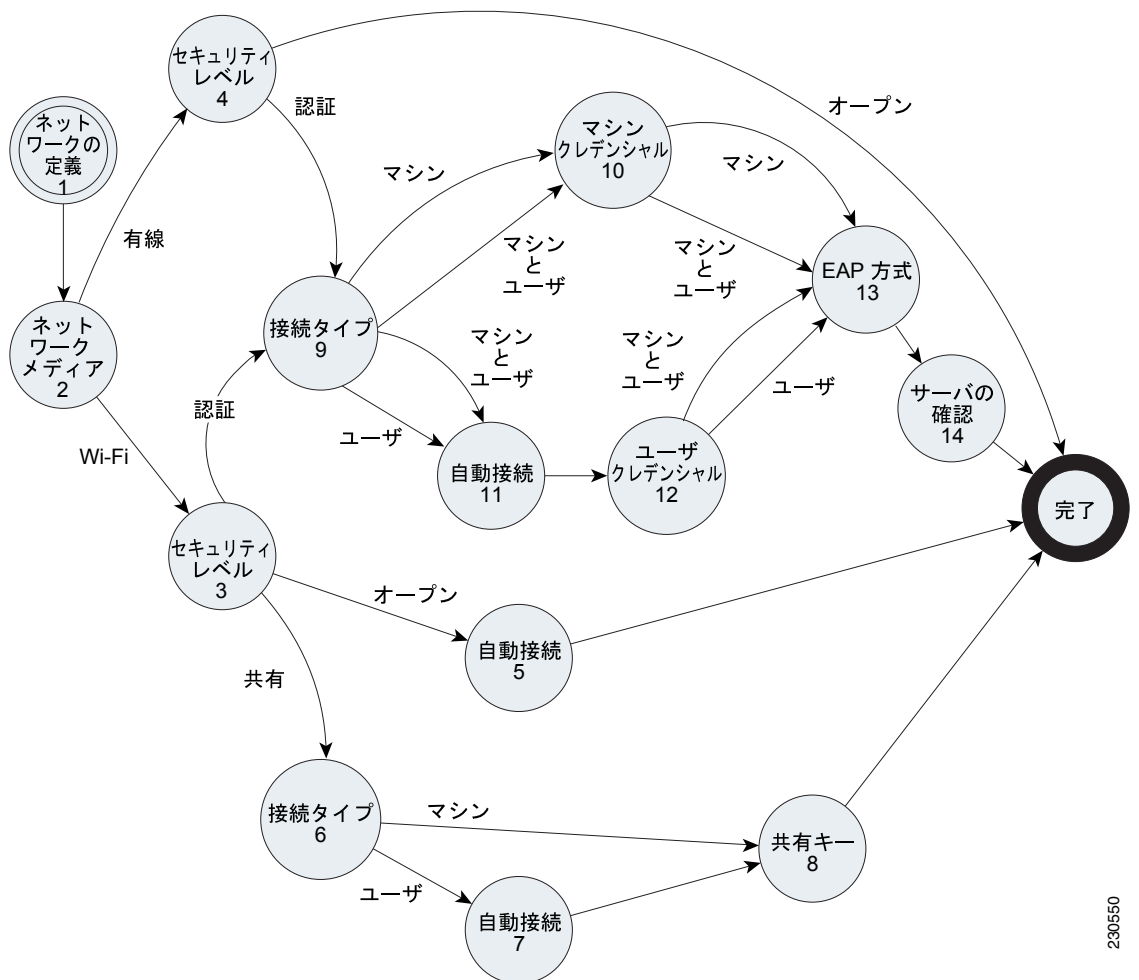 セキュリティ
レベル
4
ネット
ワークの
定義
1
認証
マシン
クレデンシャル
10
オープン
マシン
マシン
有線
マシン
と
ユーザ
マシン
と
ユーザ
EAP 方式
13
ネット
ワーク
メディア
2
接続タイプ
9
マシン
と
ユーザ
マシン
と
ユーザ
認証
ユーザ
ユーザ
サーバの
確認
14
Wi-Fi
自動接続
11
ユーザ
クレデンシャル
12
完了
セキュリティ
レベル
3
オープン
自動接続
5
共有
接続タイプ
6
マシン
共有キー
8
ユーザ
自動接続
7
230550